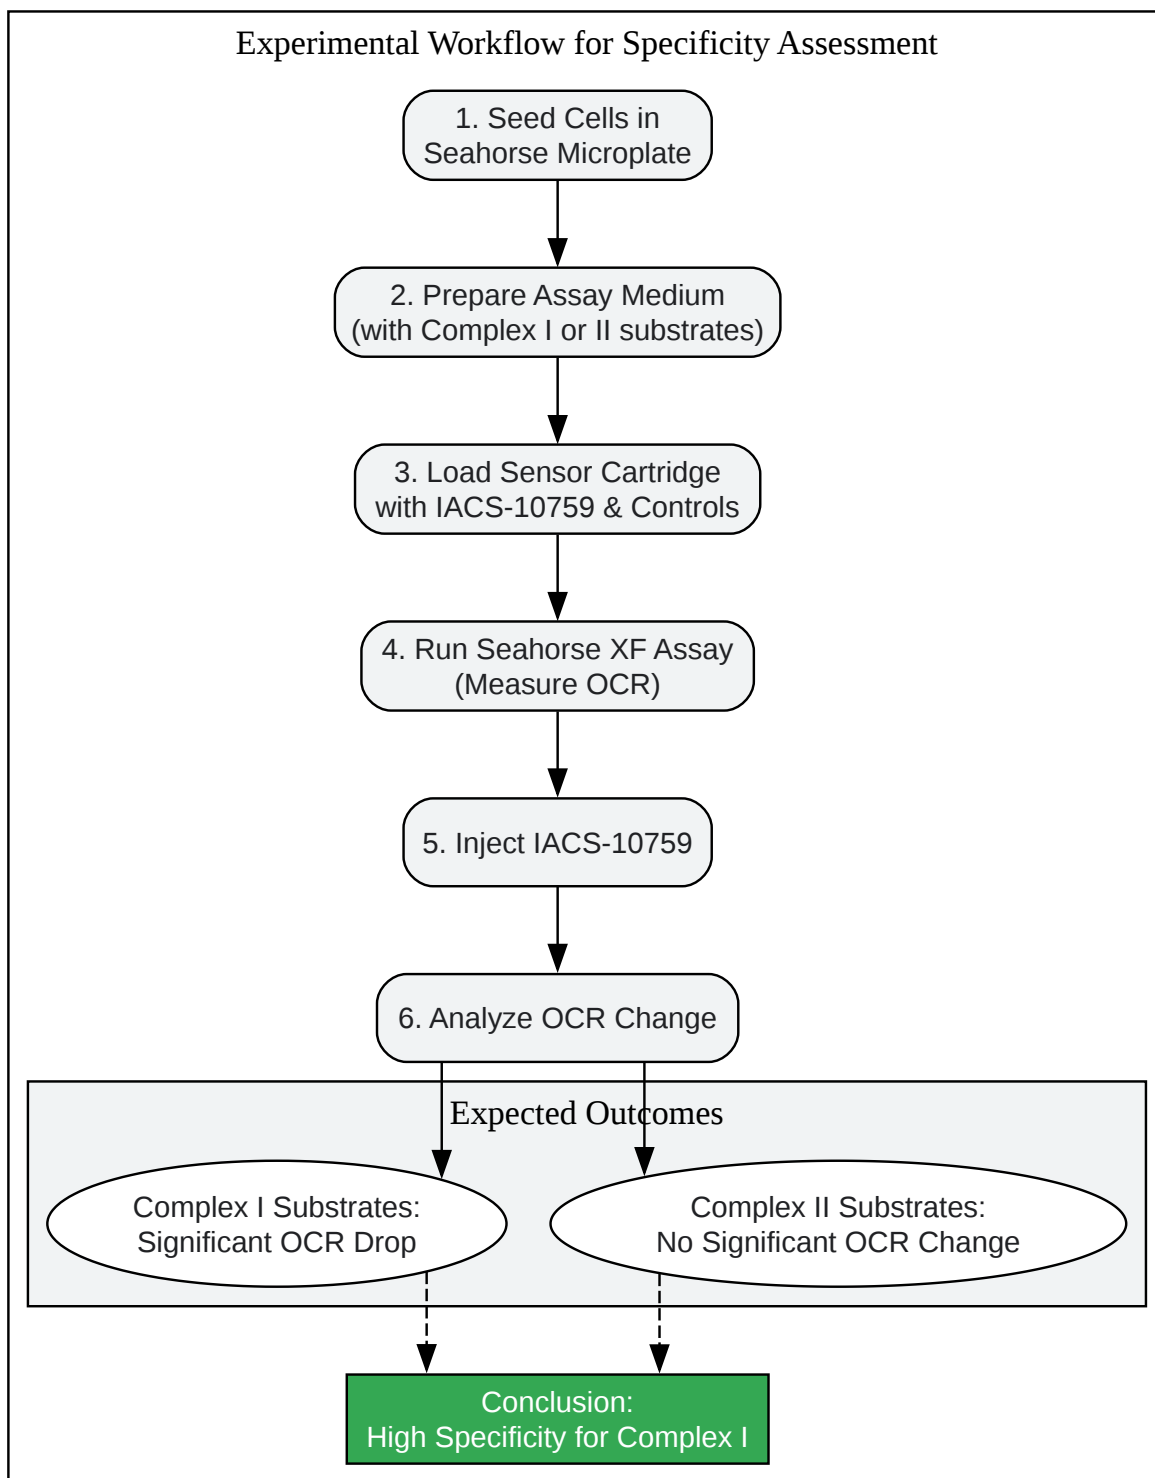 Experimental Workflow for Specificity Assessment
1. Seed Cells in
Seahorse Microplate
2. Prepare Assay Medium
(with Complex I or II substrates)
3. Load Sensor Cartridge
with IACS-10759 & Controls
4. Run Seahorse XF Assay
(Measure OCR)
5. Inject IACS-10759
6. Analyze OCR Change
Expected Outcomes
Complex I Substrates:
Significant OCR Drop
Complex II Substrates:
No Significant OCR Change
Conclusion:
High Specificity for Complex I